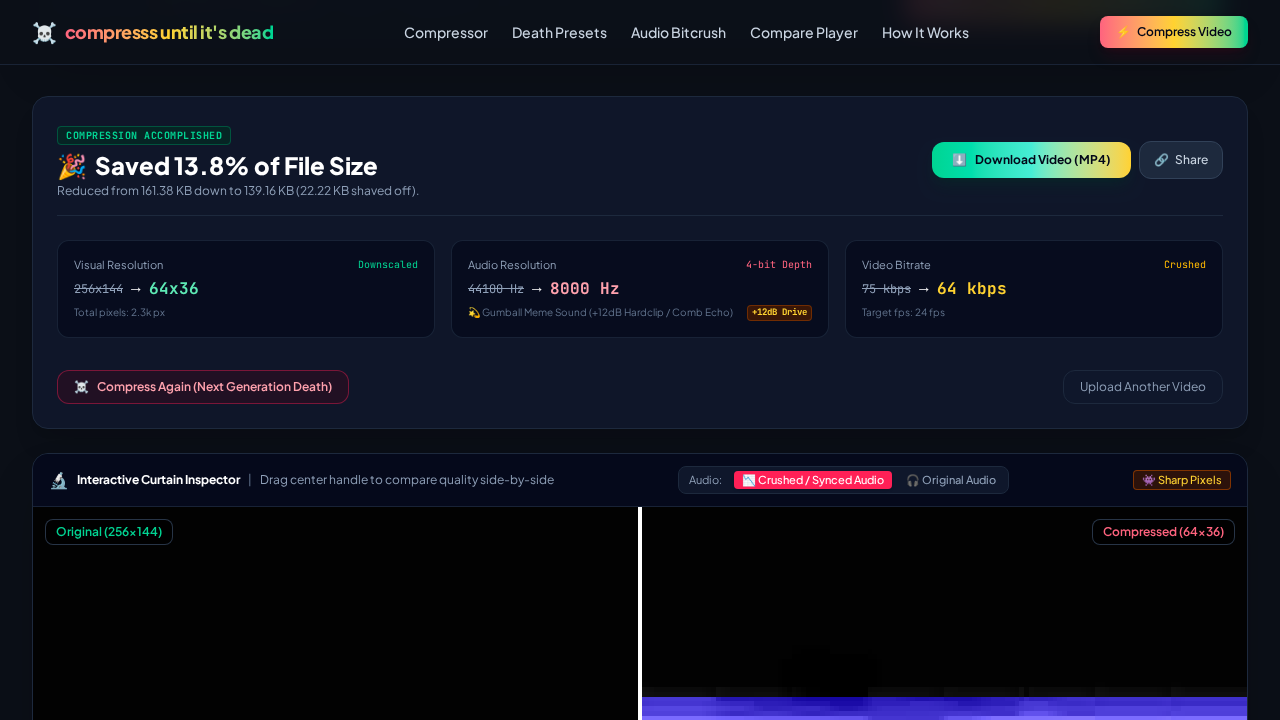 ☠️ compresss until it's dead
Compressor Death Presets Audio Bitcrush Compare Player How It Works
⚡ Compress Video
COMPRESSION ACCOMPLISHED
🎉 Saved 13.8% of File Size
Reduced from 161.38 KB down to 139.16 KB (22.22 KB shaved off).
⬇️ Download Video (MP4)
🔗 Share
Visual Resolution Downscaled
256x144 → 64x36
Total pixels: 2.3k px
Audio Resolution 4-bit Depth
44100 Hz → 8000 Hz
💫 Gumball Meme Sound (+12dB Hardclip / Comb Echo) +12dB Drive
Video Bitrate Crushed
75 kbps → 64 kbps
Target fps: 24 fps
☠️ Compress Again (Next Generation Death)
Upload Another Video
🔬 Interactive Curtain Inspector | Drag center handle to compare quality side-by-side
Audio: 📉 Crushed / Synced Audio 🎧 Original Audio
👾 Sharp Pixels
Original (256×144)
Compressed (64×36)